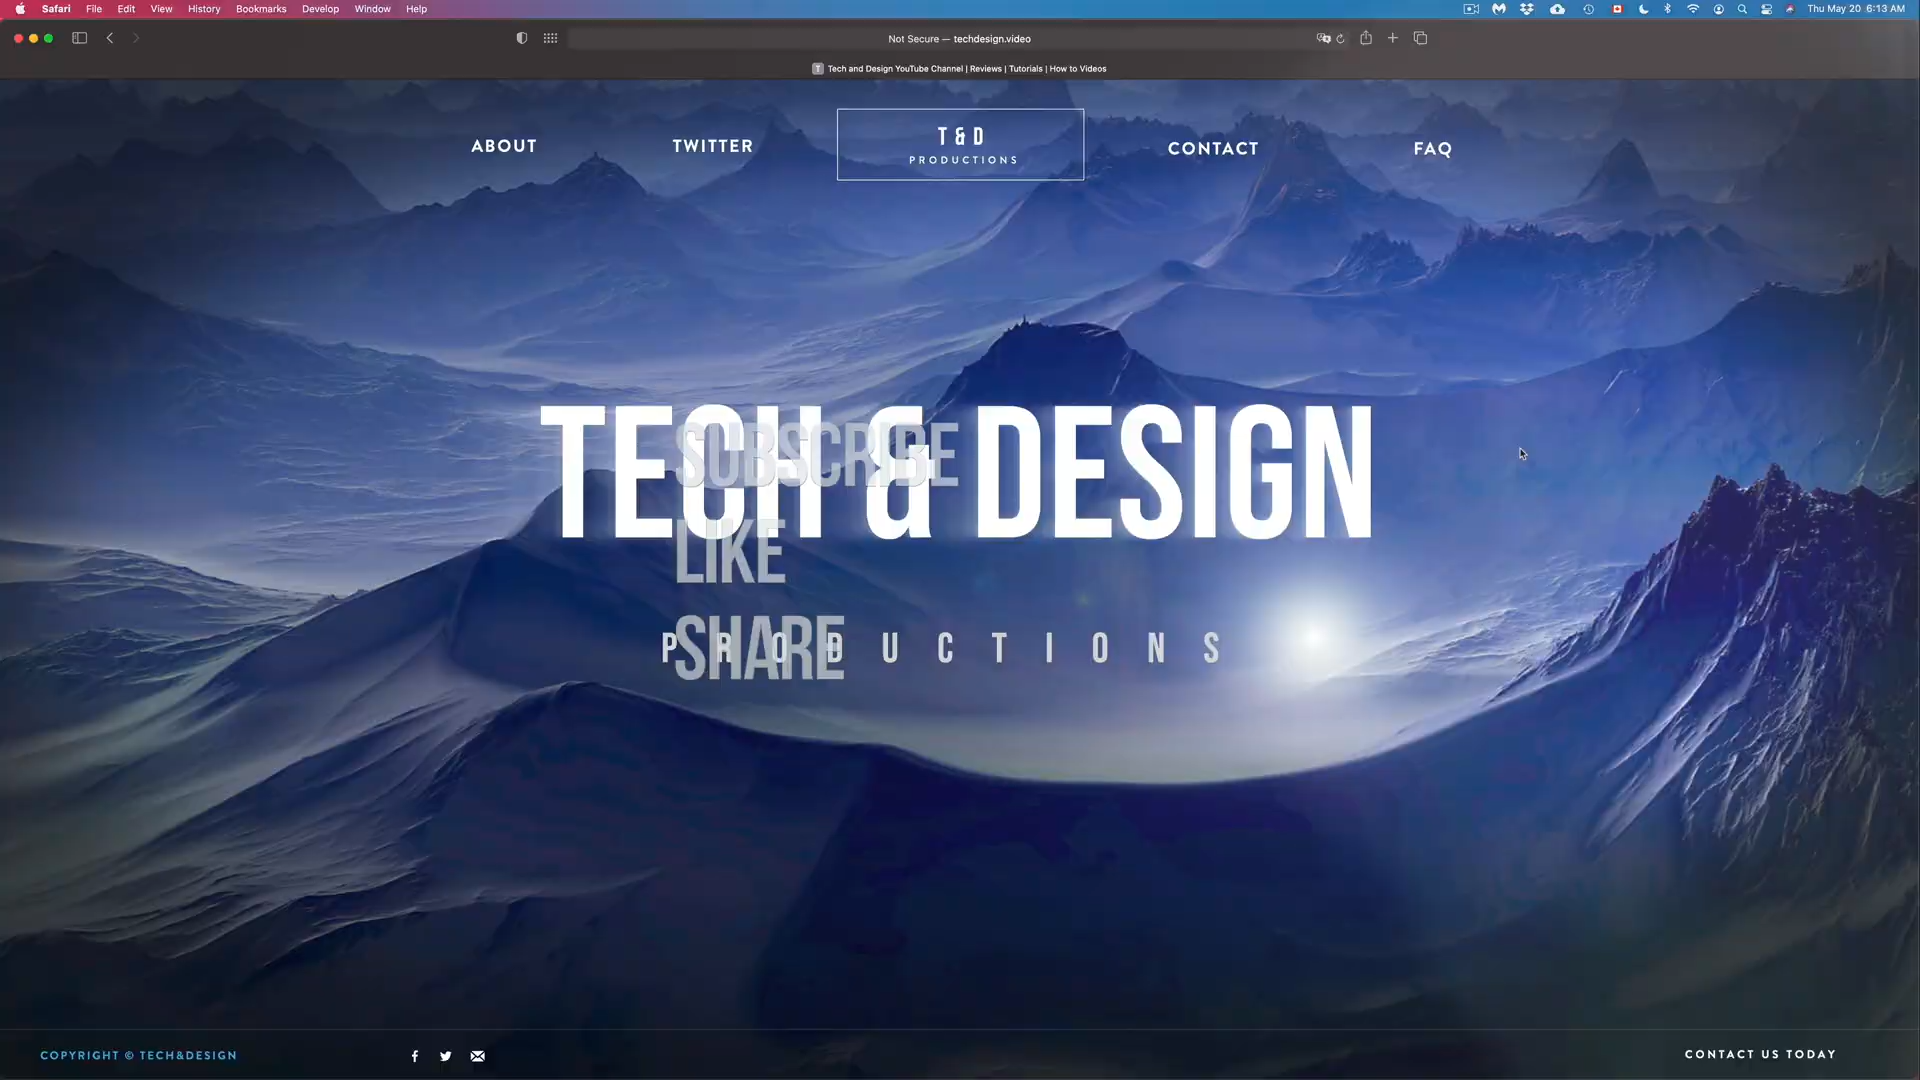 Safari File Edit View History Bookmarks Develop Window Help Thu May 20 6:13 AM
Not Secure — techdesign.video
T Tech and Design YouTube Channel | Reviews | Tutorials | How to Videos
ABOUT TWITTER T & D CONTACT FAQ
PRODUCTIONS
TECH & DESIGN
SUBSCRIBE
LIKE
SHARE
PRODUCTIONS
COPYRIGHT © TECH&DESIGN CONTACT US TODAY